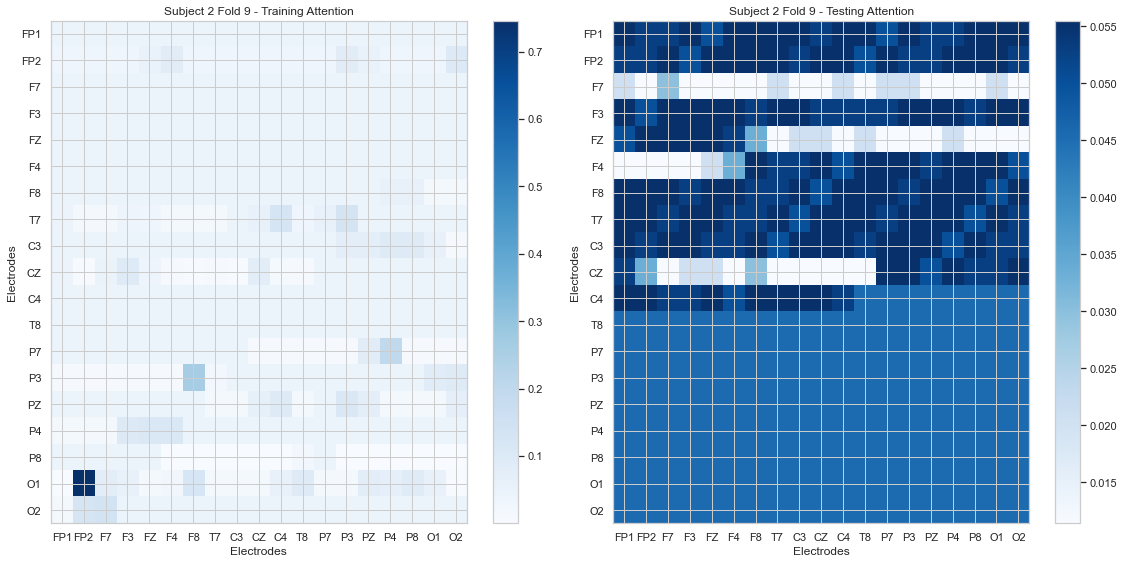 Subject 2 Fold 9 - Training Attention
FP1
FP2
F7
F3
FZ
F4
F8
T7
C3
CZ
C4
T8
P7
P3
PZ
P4
P8
O1
O2
Electrodes
FP1 FP2 F7 F3 FZ F4 F8 T7 C3 CZ C4 T8 P7 P3 PZ P4 P8 O1 O2
Electrodes
0.7
0.6
0.5
0.4
0.3
0.2
0.1
Subject 2 Fold 9 - Testing Attention
FP1
FP2
F7
F3
FZ
F4
F8
T7
C3
CZ
C4
T8
P7
P3
PZ
P4
P8
O1
O2
Electrodes
FP1 FP2 F7 F3 FZ F4 F8 T7 C3 CZ C4 T8 P7 P3 PZ P4 P8 O1 O2
Electrodes
0.055
0.050
0.045
0.040
0.035
0.030
0.025
0.020
0.015